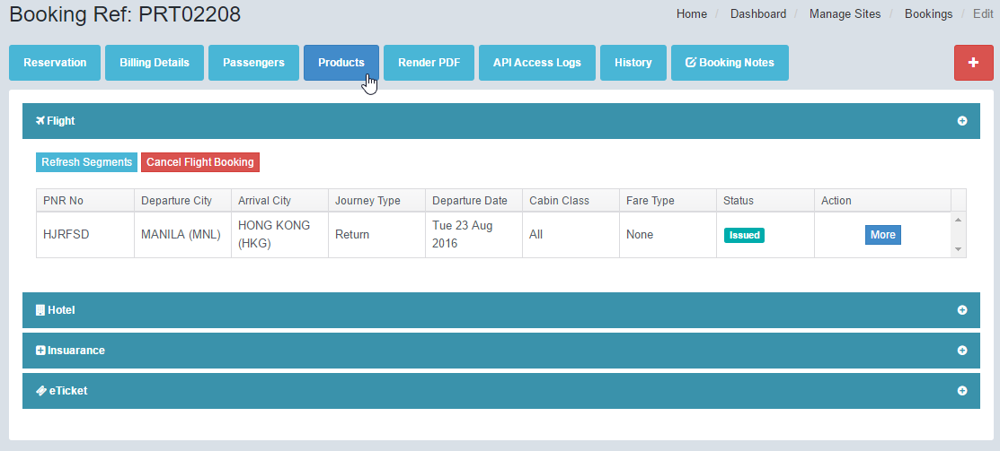 Booking Ref: PRT02208
Home / Dashboard / Manage Sites / Bookings / Edit
Reservation Billing Details Passengers Products Render PDF API Access Logs History Booking Notes
Flight
Refresh Segments Cancel Flight Booking
PNR No Departure City Arrival City Journey Type Departure Date Cabin Class Fare Type Status Action
HJRFSD MANILA (MNL) HONG KONG (HKG) Return Tue 23 Aug 2016 All None Issued More
Hotel
Insuarance
eTicket